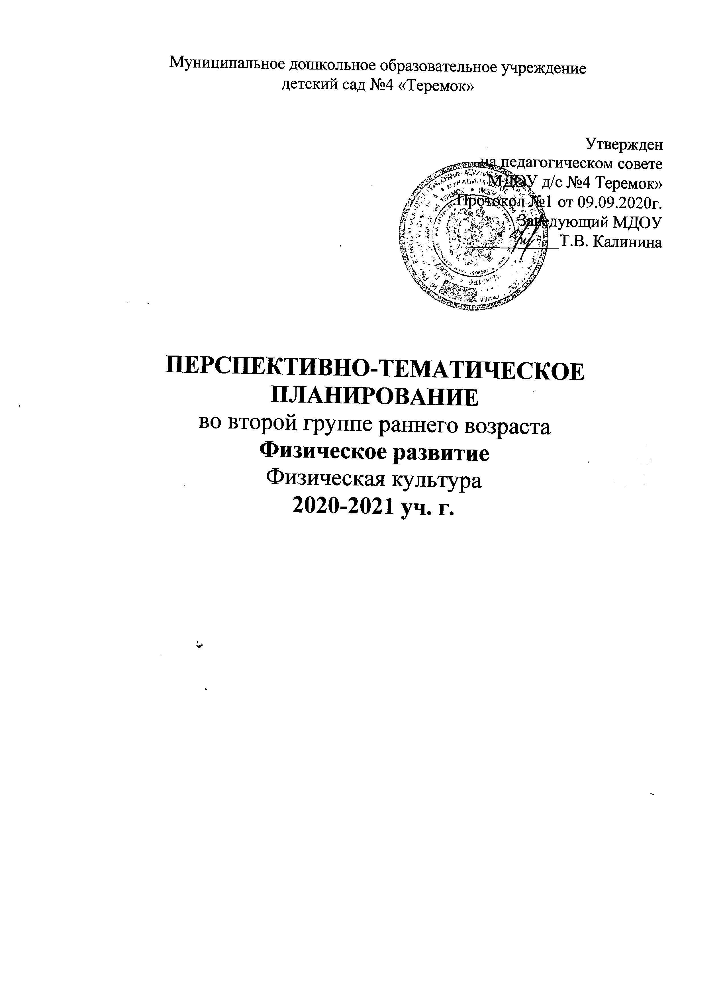 Муниципальное дошкольное образовательное учреждение
детский сад №4 «Теремок»
Утвержден
на педагогическом совете
МДОУ д/с №4 Теремок»
Протокол №1 от 09.09.2020г.
Заведующий МДОУ
Т.В. Калинина
ПЕРСПЕКТИВНО-ТЕМАТИЧЕСКОЕ
ПЛАНИРОВАНИЕ
во второй группе раннего возраста
Физическое развитие
Физическая культура
2020-2021 уч. г.